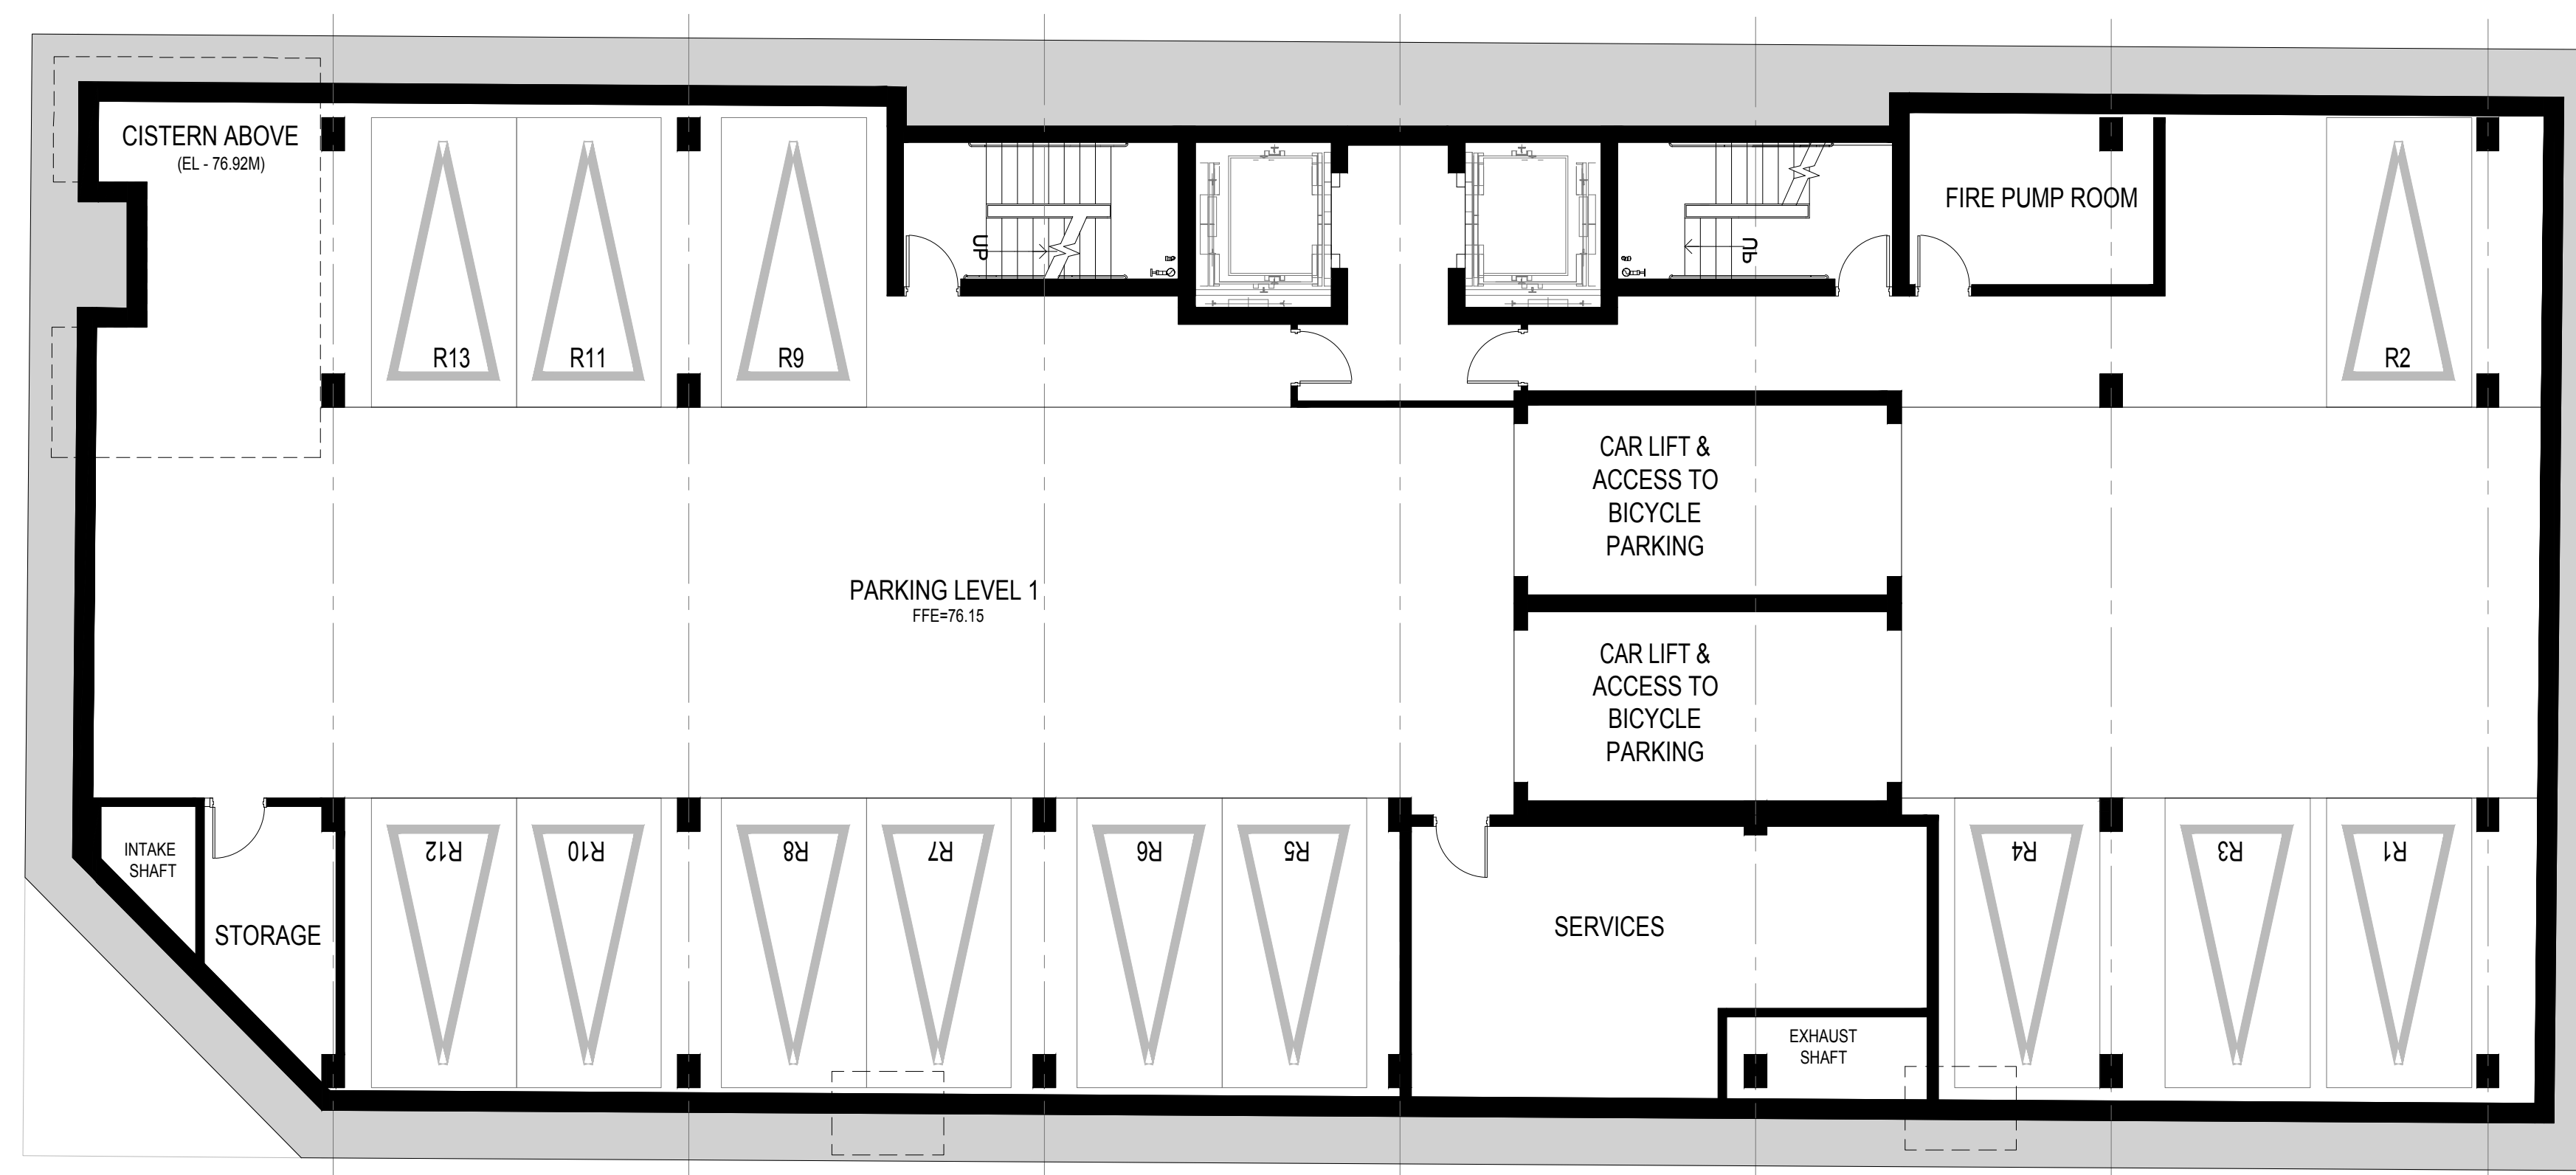 CISTERN ABOVE
(EL - 76.92M)
R13
R11
R9
UP
UP
FIRE PUMP ROOM
R2
CAR LIFT &
ACCESS TO
BICYCLE
PARKING
PARKING LEVEL 1
FFE=76.15
CAR LIFT &
ACCESS TO
BICYCLE
PARKING
INTAKE
SHAFT
STORAGE
R12
R10
R8
R7
R6
R5
SERVICES
EXHAUST
SHAFT
R4
R3
R1